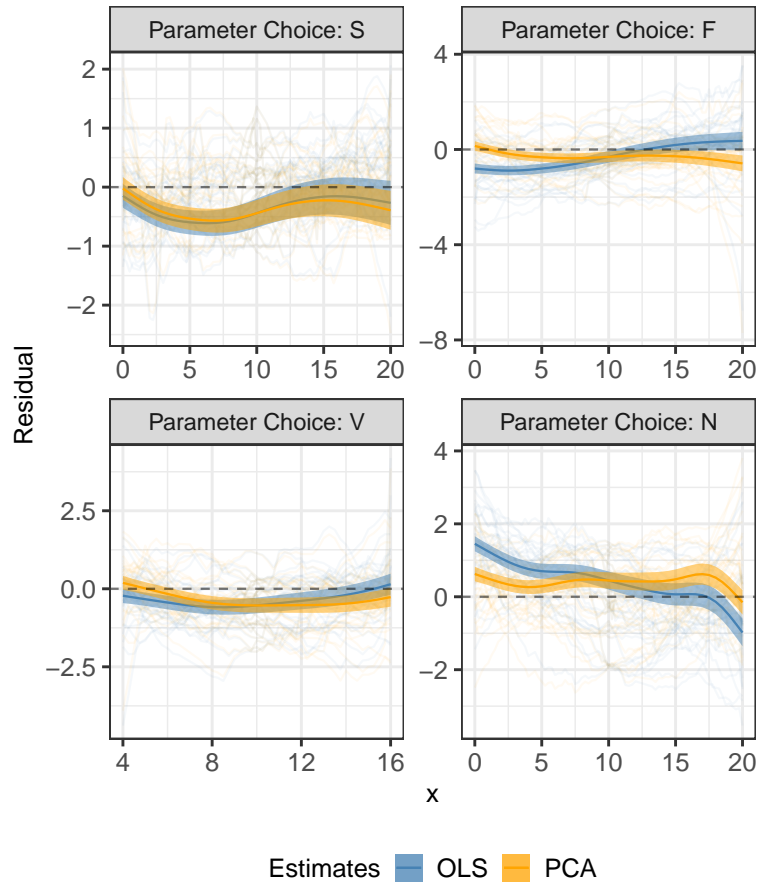 Parameter Choice: S
Parameter Choice: F
2
1
0
−1
−2
4
0
−4
−8
0 5 10 15 20
0 5 10 15 20
Residual
Parameter Choice: V
Parameter Choice: N
2.5
0.0
−2.5
4
2
0
−2
4 8 12 16
0 5 10 15 20
x
Estimates OLS PCA